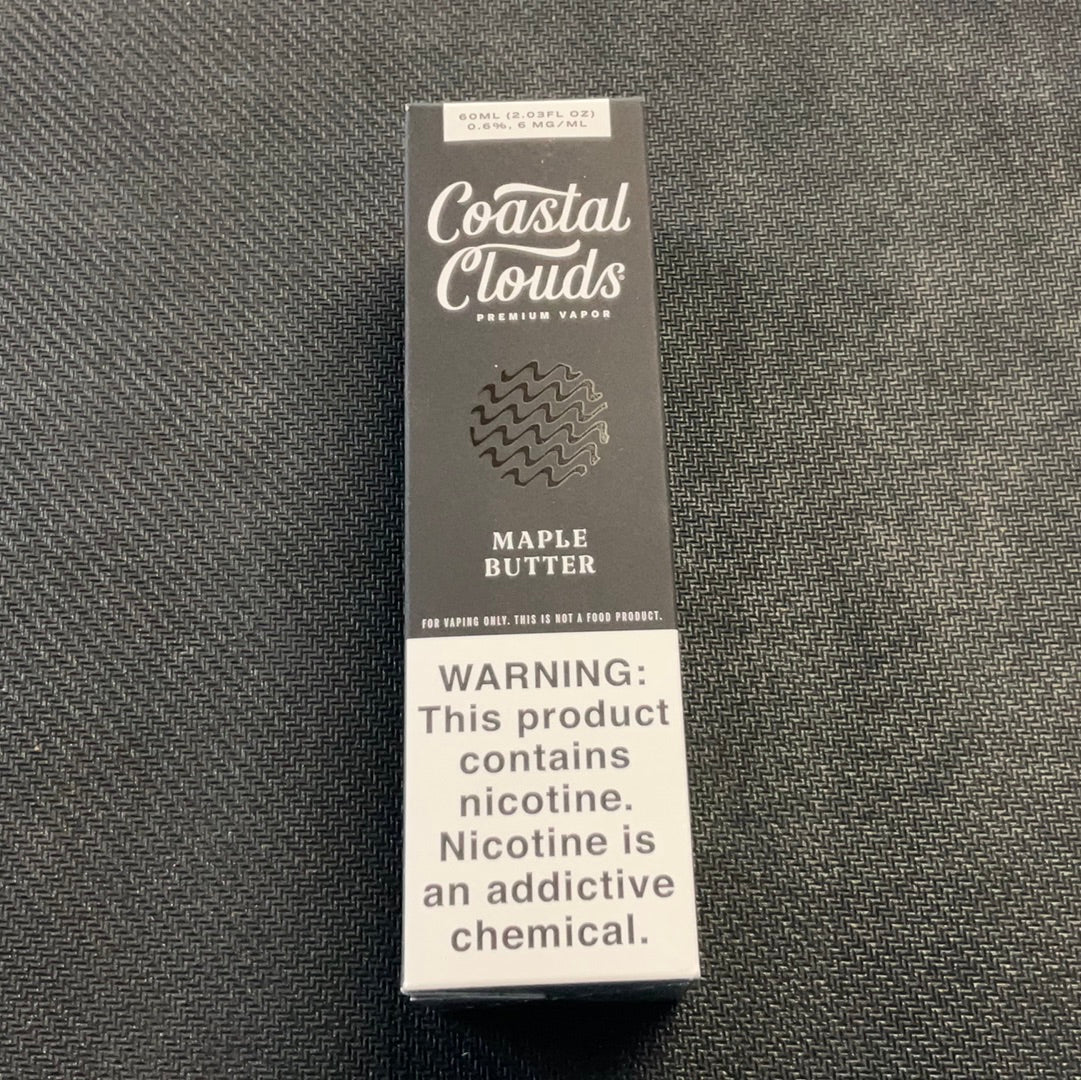 60ML (2.03FL OZ)
0.6%, 6 MG/ML
Coastal
Clouds®
PREMIUM VAPOR
MAPLE
BUTTER
FOR VAPING ONLY. THIS IS NOT A FOOD PRODUCT.
WARNING:
This product
contains
nicotine.
Nicotine is
an addictive
chemical.